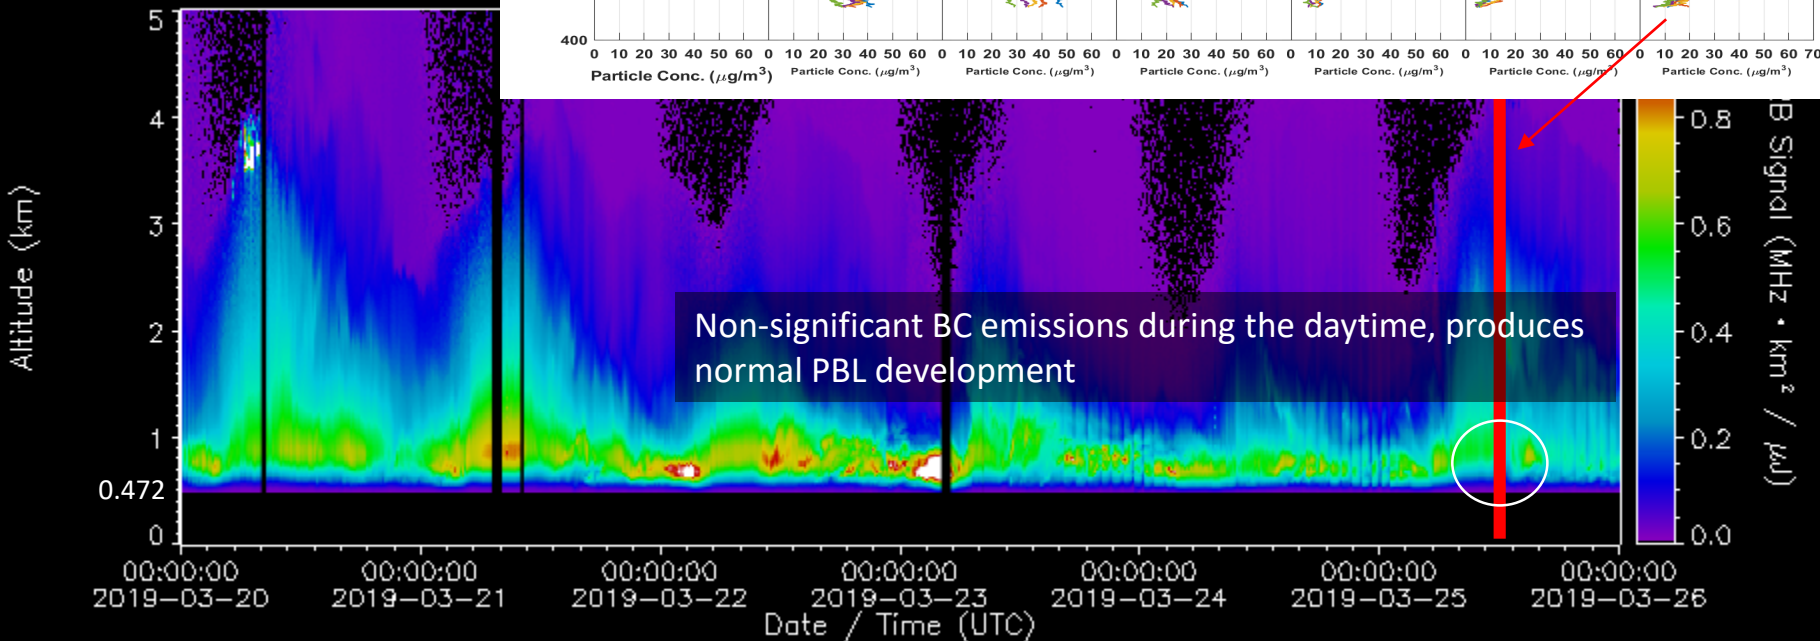 5
4
3
2
1
0.472
0
Altitude (km)
400
0 10 20 30 40 50 60 0 10 20 30 40 50 60 0 10 20 30 40 50 60 0 10 20 30 40 50 60 0 10 20 30 40 50 60 0 10 20 30 40 50 60 0 10 20 30 40 50 60 70
Particle Conc. (μg/m³) Particle Conc. (μg/m³) Particle Conc. (μg/m³) Particle Conc. (μg/m³) Particle Conc. (μg/m³) Particle Conc. (μg/m³) Particle Conc. (μg/m³)
Non-significant BC emissions during the daytime, produces
normal PBL development
0.8
0.6
0.4
0.2
0.0
Signal (MHz • km² / μJ)
00:00:00 00:00:00 00:00:00 00:00:00 00:00:00 00:00:00 00:00:00
2019-03-20 2019-03-21 2019-03-22 2019-03-23 2019-03-24 2019-03-25 2019-03-26
Date / Time (UTC)